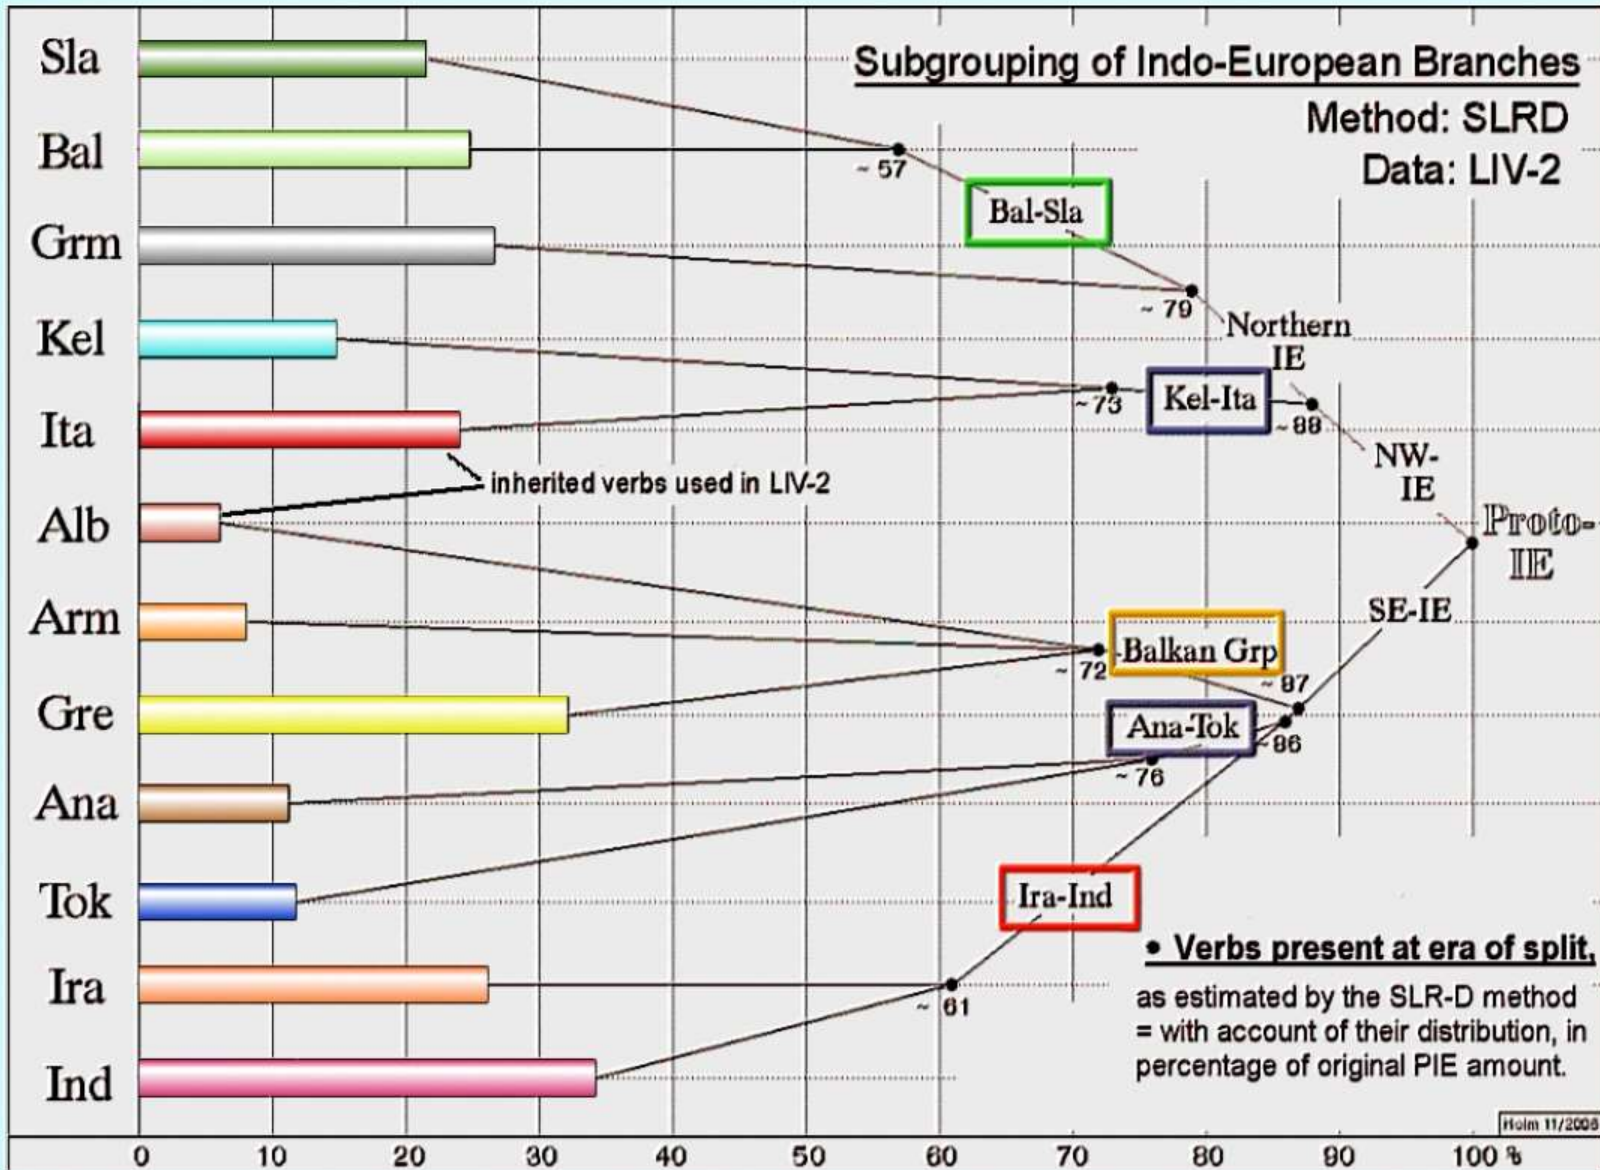 Subgrouping of Indo-European Branches
Method: SLRD
Data: LIV-2
Sla
Bal
~ 57
Bal-Sla
Grm
~ 79
Northern
IE
Kel
~73
Kel-Ita
~88
Ita
NW-
IE
inherited verbs used in LIV-2
Alb
Proto-
IE
Arm
SE-IE
~ 72
Balkan Grp
~ 87
Gre
Ana-Tok
~86
~ 76
Ana
Tok
Ira-Ind
Ira
~ 61
• Verbs present at era of split,
as estimated by the SLR-D method
= with account of their distribution, in
percentage of original PIE amount.
Ind
Holm 11/2008
0 10 20 30 40 50 60 70 80 90 100 %